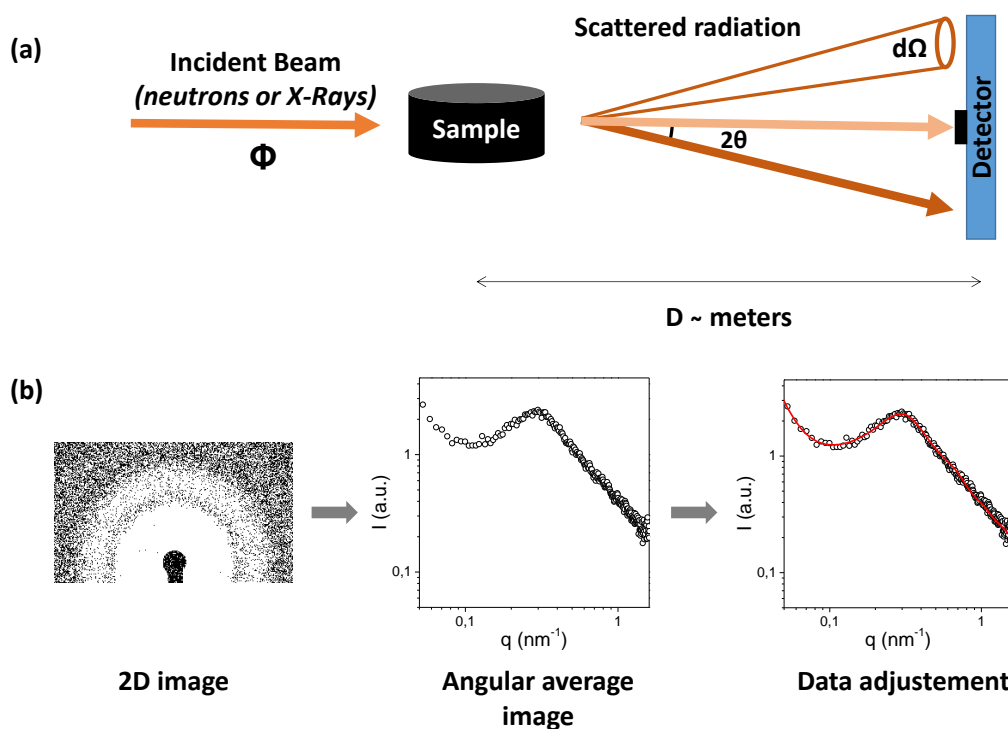 (a)
Scattered radiation
dΩ
Incident Beam
(neutrons or X-Rays)
Φ
Sample
2θ
Detector
D ~ meters
(b)
I (a.u.)
1
0,1
0,1
1
q (nm-1)
I (a.u.)
1
0,1
0,1
1
q (nm-1)
2D image
Angular average
image
Data adjustement